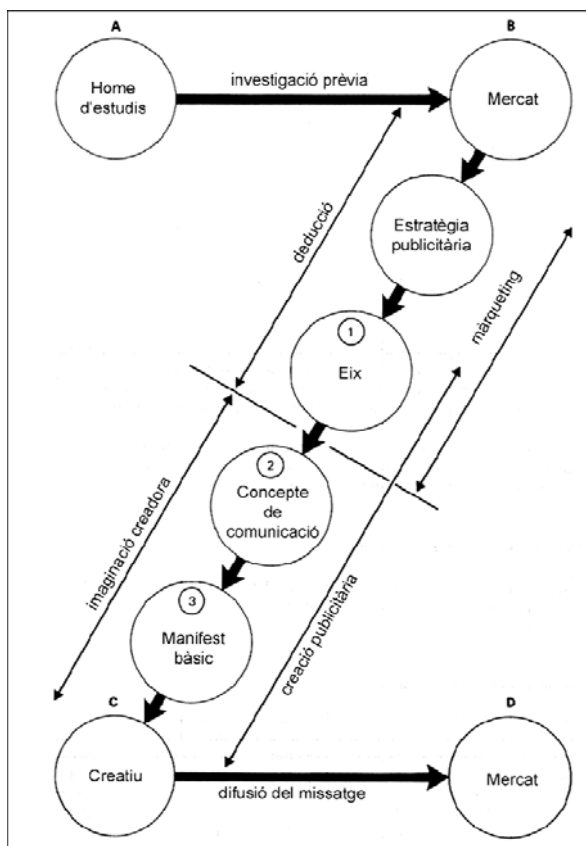 A
B
Home
d'estudis
investigació prèvia
Mercat
deducció
Estratègia
publicitària
màrqueting
1
Eix
2
Concepte
de
comunicació
imaginació creadora
creació publicitària
3
Manifest
bàsic
C
D
Creatiu
difusió del missatge
Mercat